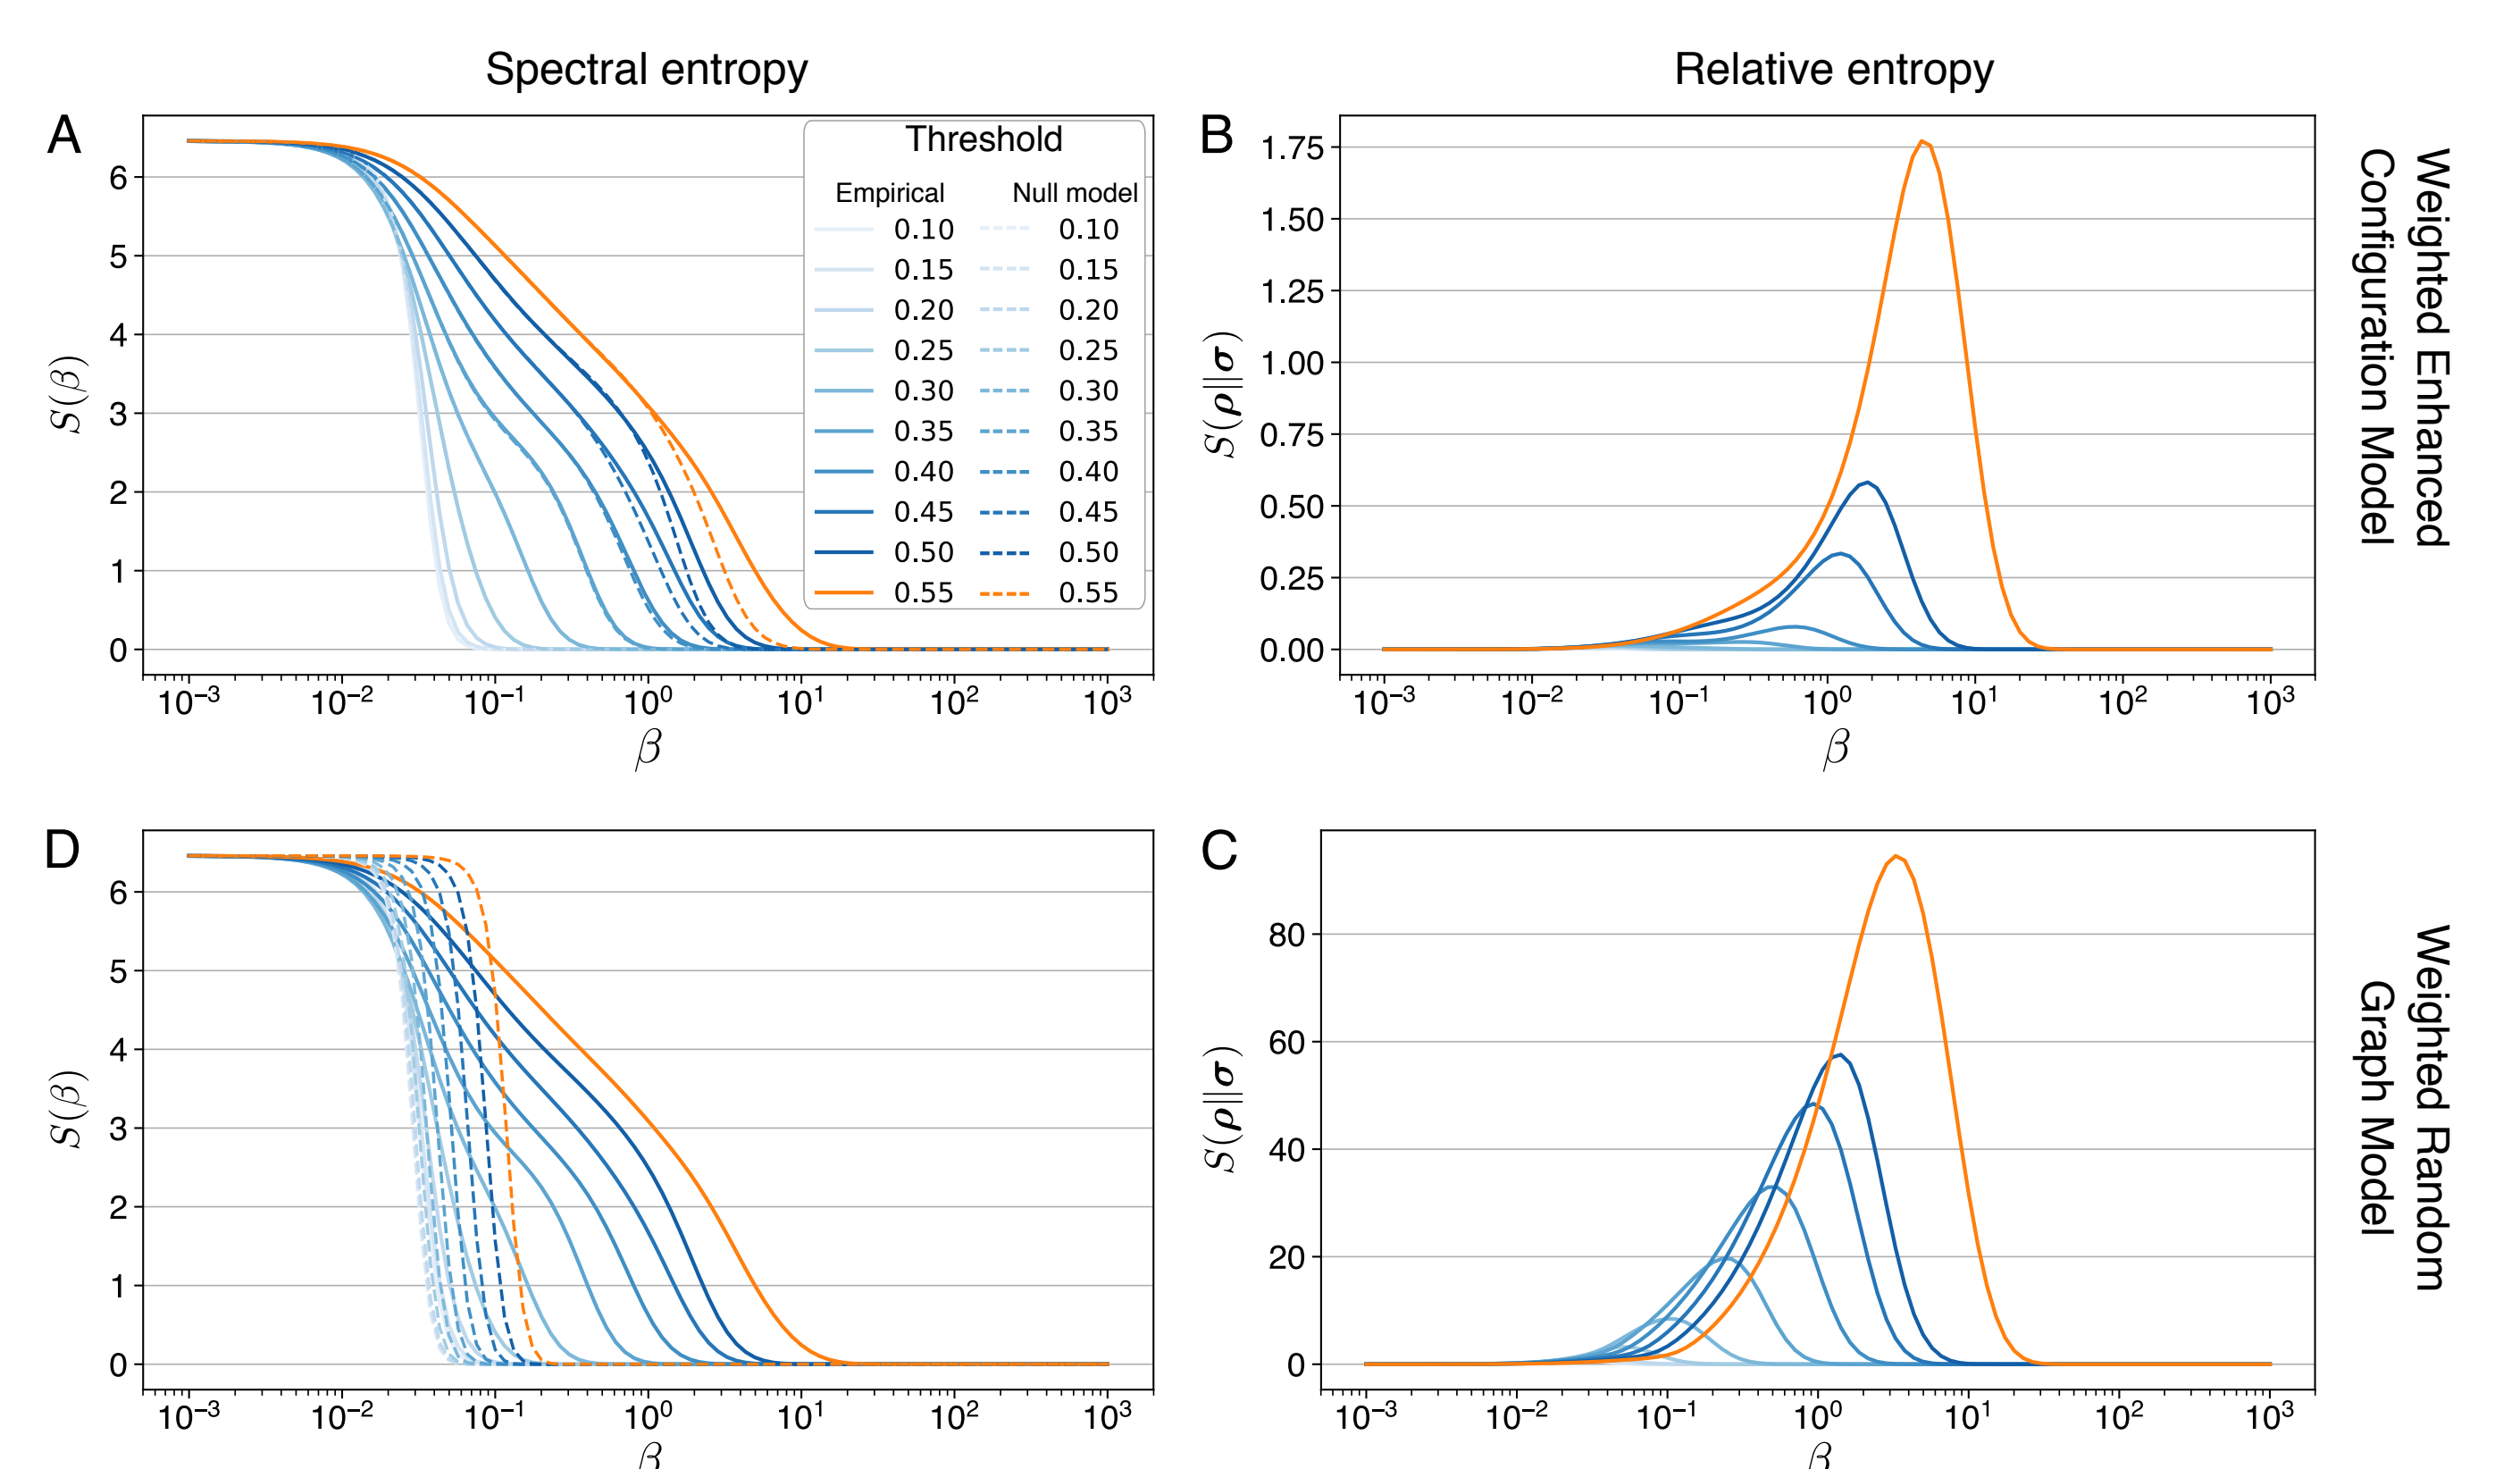 Spectral entropy
Relative entropy
A
6
5
4
3
2
1
0
S(β)
10⁻³ 10⁻² 10⁻¹ 10⁰ 10¹ 10² 10³
β
Threshold
Empirical Null model
0.10 0.10
0.15 0.15
0.20 0.20
0.25 0.25
0.30 0.30
0.35 0.35
0.40 0.40
0.45 0.45
0.50 0.50
0.55 0.55
B
1.75
1.50
1.25
1.00
0.75
0.50
0.25
0.00
S(ρ||σ)
10⁻³ 10⁻² 10⁻¹ 10⁰ 10¹ 10² 10³
β
Weighted Enhanced
Configuration Model
D
6
5
4
3
2
1
0
S(β)
10⁻³ 10⁻² 10⁻¹ 10⁰ 10¹ 10² 10³
β
C
80
60
40
20
0
S(ρ||σ)
10⁻³ 10⁻² 10⁻¹ 10⁰ 10¹ 10² 10³
β
Weighted Random
Graph Model